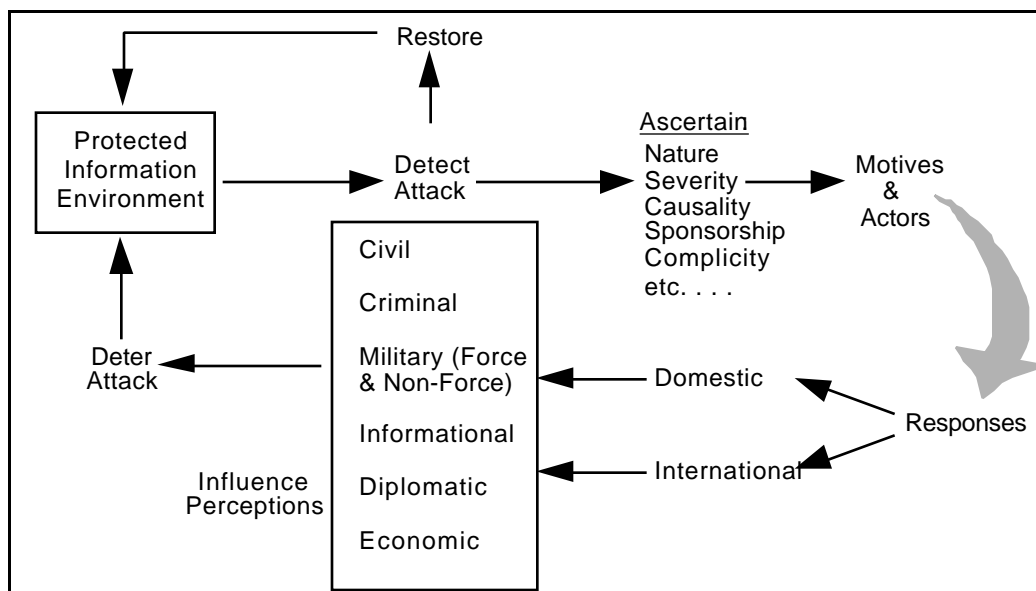 Restore
Protected
Information
Environment
Detect
Attack
Ascertain:
Nature
Severity
Causality
Sponsorship
Complicity
etc. . . .
Motives
&
Actors
Civil
Criminal
Military (Force
& Non-Force)
Informational
Diplomatic
Economic
Deter
Attack
Domestic
Responses
International
Influence
Perceptions